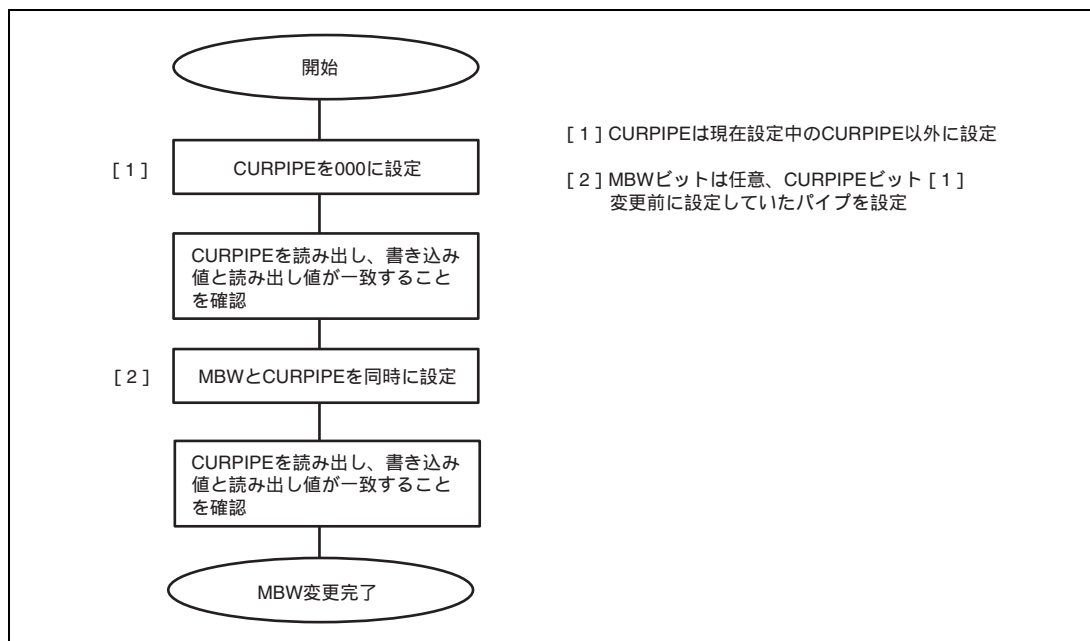 開始
[ 1 ]
CURPIPEを000に設定
CURPIPEを読み出し、書き込み
値と読み出し値が一致すること
を確認
[ 2 ]
MBWとCURPIPEを同時に設定
CURPIPEを読み出し、書き込み
値と読み出し値が一致すること
を確認
MBW変更完了
[ 1 ] CURPIPEは現在設定中のCURPIPE以外に設定
[ 2 ] MBWビットは任意、CURPIPEビット [ 1 ]
変更前に設定していたパイプを設定